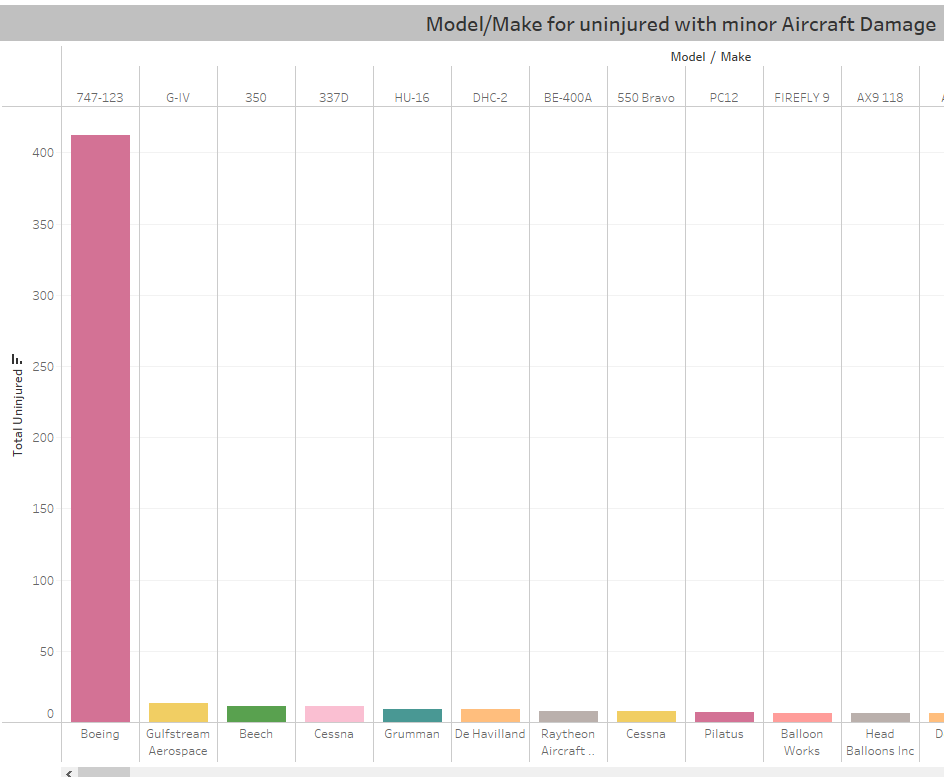 Model/Make for uninjured with minor Aircraft Damage
Model / Make
747-123 G-IV 350 337D HU-16 DHC-2 BE-400A 550 Bravo PC12 FIREFLY 9 AX9 118
400
350
300
250
200
150
100
50
0
Total Uninjured
Boeing Gulfstream Aerospace Beech Cessna Grumman De Havilland Raytheon Aircraft .. Cessna Pilatus Balloon Works Head Balloons Inc D